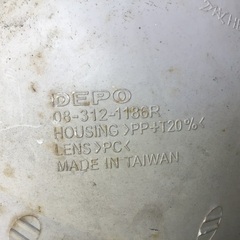 DEPO
08-312-1186R
HOUSING >PP+T20%<
LENS >PC<
MADE IN TAIWAN